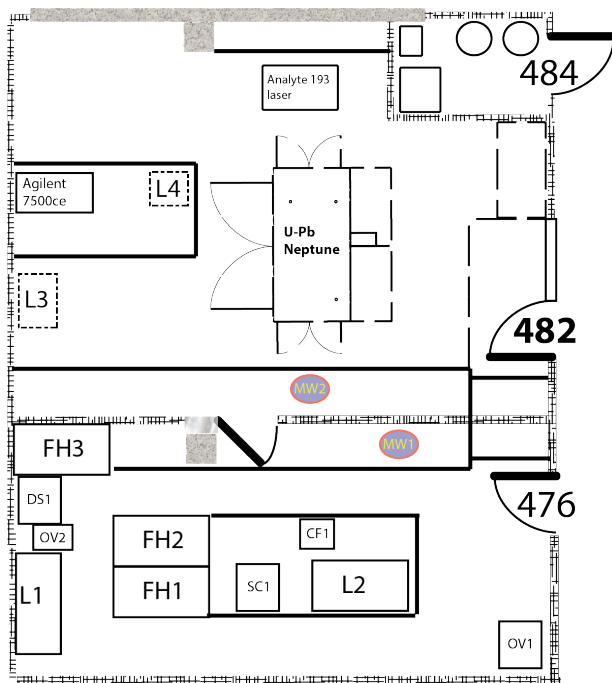 484
Analyte 193
laser
Agilent
7500ce
L4
U-Pb
Neptune
L3
482
MW2
MW1
FH3
476
DS1
OV2
FH2
CF1
L1
FH1
SC1
L2
OV1